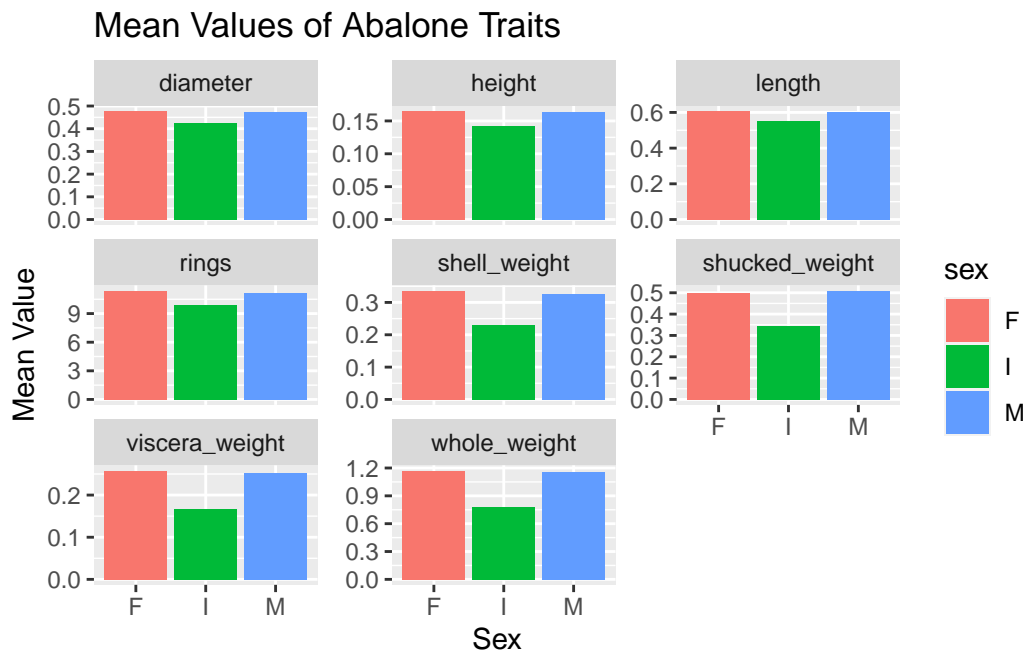 Mean Values of Abalone Traits
diameter
height
length
0.5
0.4
0.3
0.2
0.1
0.0
0.15
0.10
0.05
0.00
0.6
0.4
0.2
0.0
rings
shell_weight
shucked_weight
9
6
3
0
0.3
0.2
0.1
0.0
0.5
0.4
0.3
0.2
0.1
0.0
F I M
viscera_weight
whole_weight
0.2
0.1
0.0
1.2
0.9
0.6
0.3
0.0
F I M
F I M
Sex
Mean Value
sex
F
I
M